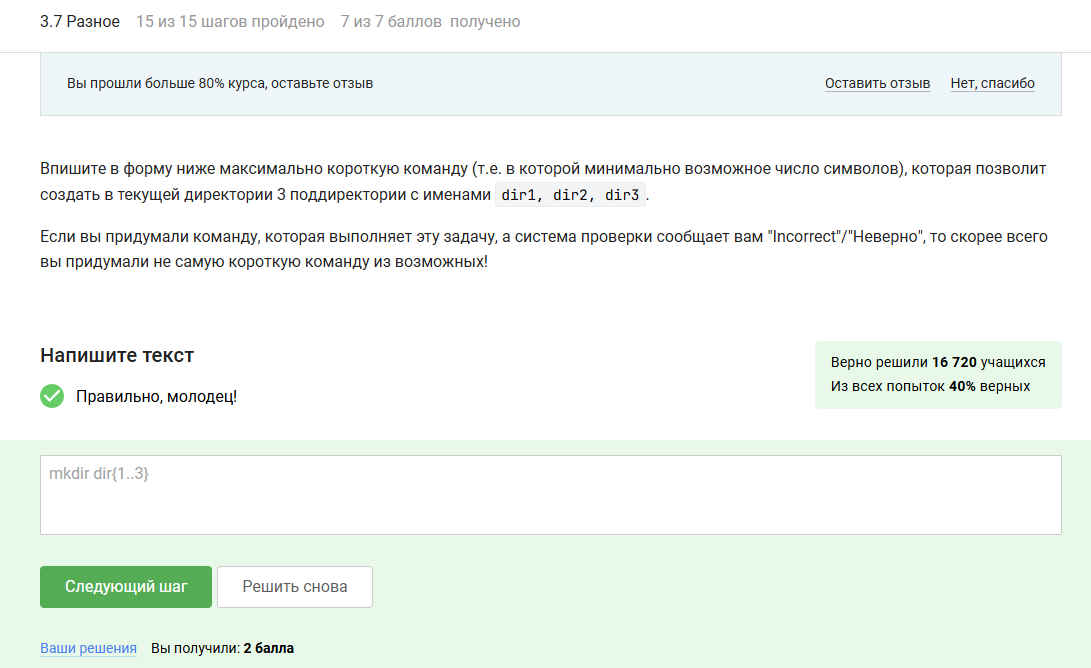 3.7 Разное 15 из 15 шагов пройдено 7 из 7 баллов получено
Вы прошли больше 80% курса, оставьте отзыв Оставить отзыв Нет, спасибо
Впишите в форму ниже максимально короткую команду (т.е. в которой минимально возможное число символов), которая позволит
создать в текущей директории 3 поддиректории с именами dir1, dir2, dir3.
Если вы придумали команду, которая выполняет эту задачу, а система проверки сообщает вам "Incorrect"/"Неверно", то скорее всего
вы придумали не самую короткую команду из возможных!
Напишите текст
Правильно, молодец!
Верно решили 16 720 учащихся
Из всех попыток 40% верных
mkdir dir{1..3}
Следующий шаг Решить снова
Ваши решения Вы получили: 2 балла